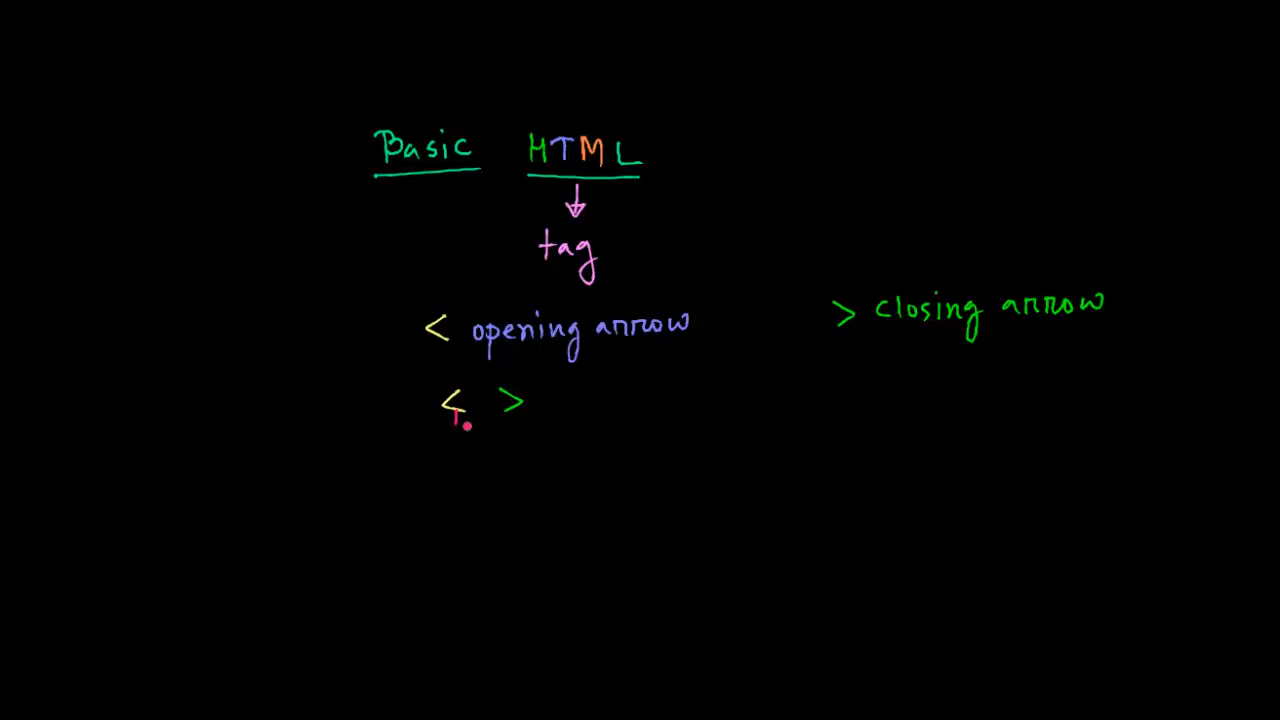 Basic HTML
tag
< opening arrow
> closing arrow
< >